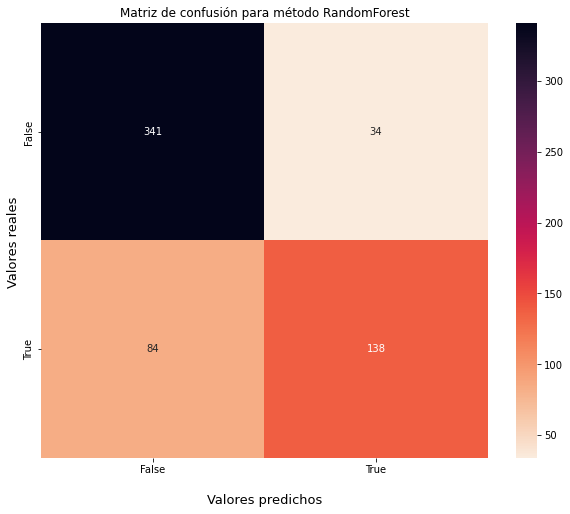 Matriz de confusión para método RandomForest
Valores reales
False
341
34
True
84
138
False
True
Valores predichos
300
250
200
150
100
50